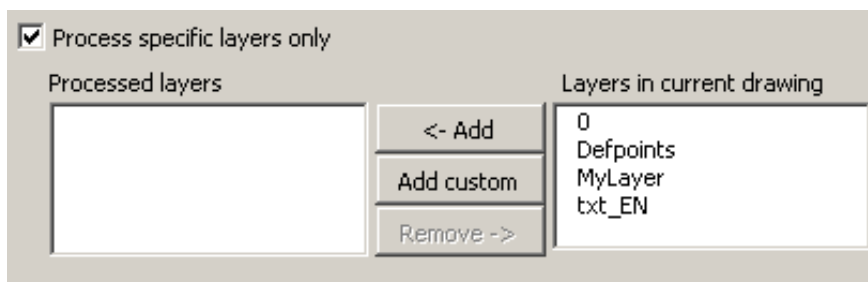 Process specific layers only
Processed layers
Layers in current drawing
<- Add
Add custom
Remove ->
0
Defpoints
MyLayer
txt_EN